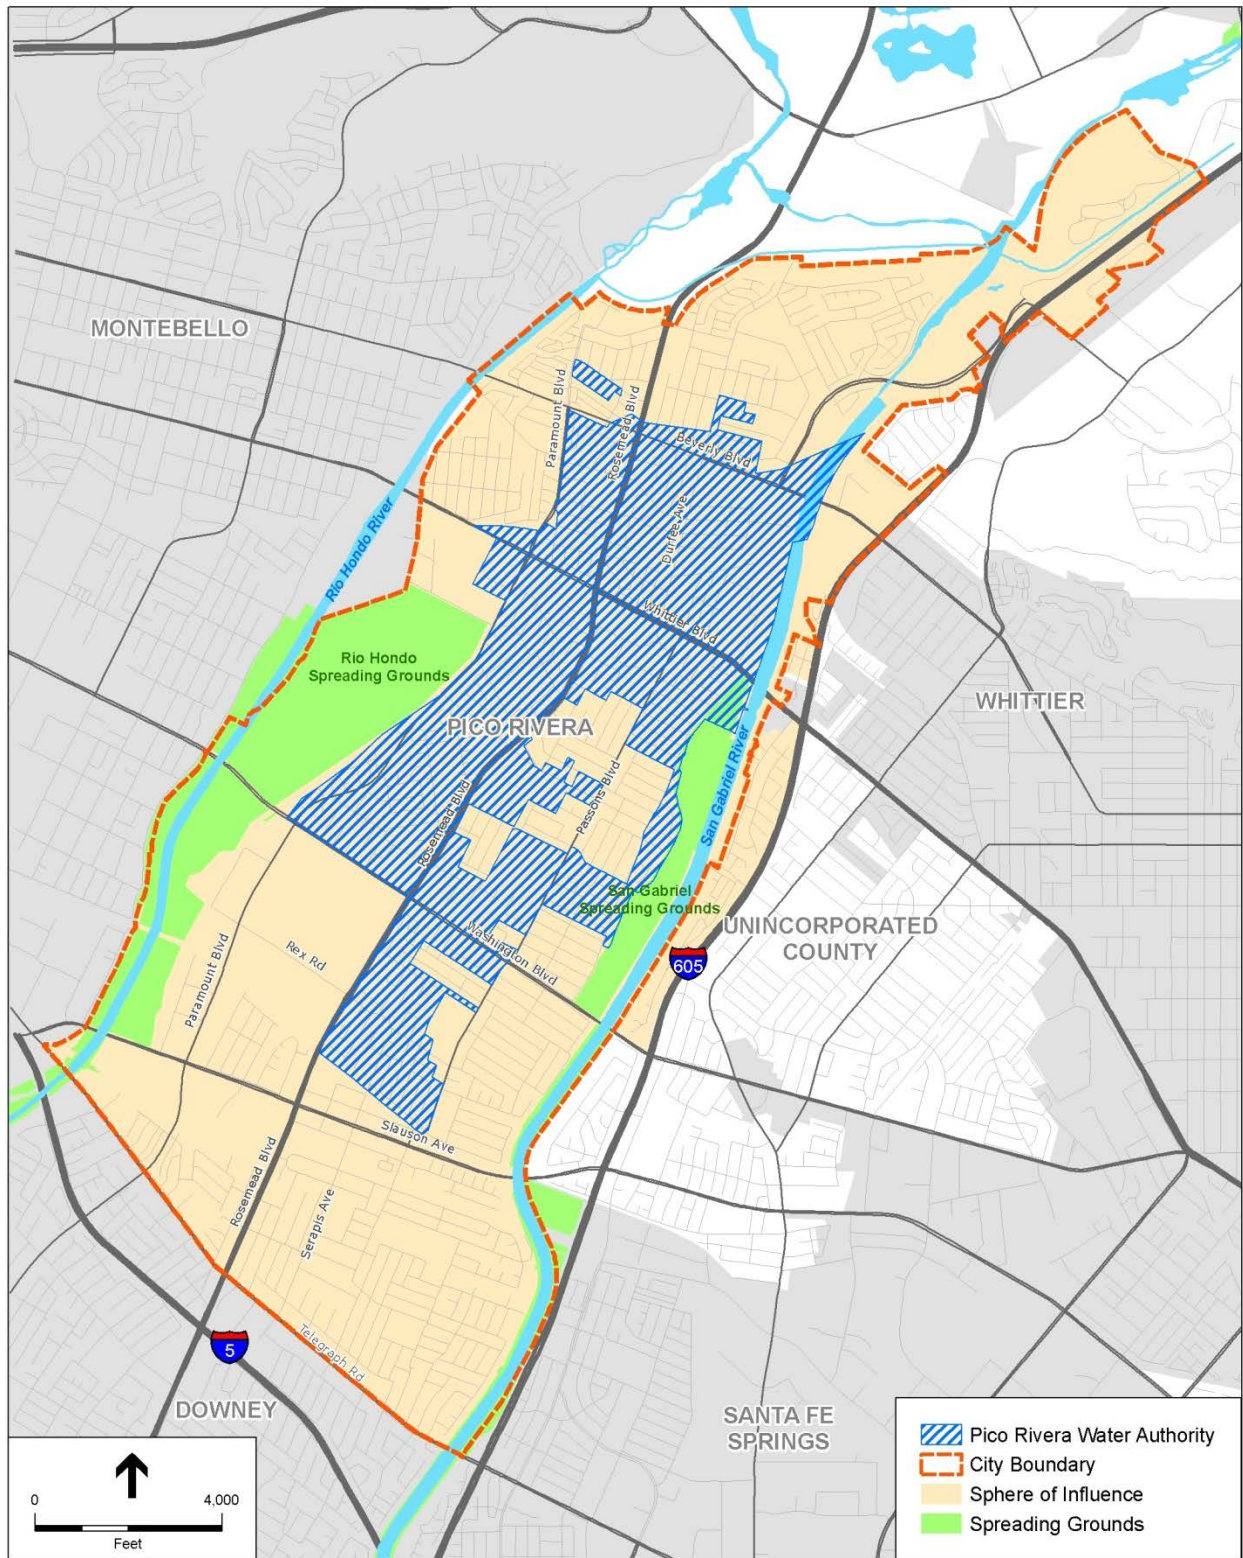 MONTEBELLO
Paramount Blvd
Rosemead Blvd
Beverly Blvd
Durfee Ave
Rio Hondo River
Whittier Blvd
Rio Hondo
Spreading Grounds
WHITTIER
PICO RIVERA
San Gabriel River
Passons Blvd
Rosemead Blvd
San Gabriel
Spreading Grounds
UNINCORPORATED
COUNTY
Washington Blvd
Rex Rd
Paramount Blvd
605
Slauson Ave
Rosemead Blvd
Serapis Ave
Telegraph Rd
5
DOWNEY
SANTA FE
SPRINGS
0 4,000
Feet
Pico Rivera Water Authority
City Boundary
Sphere of Influence
Spreading Grounds